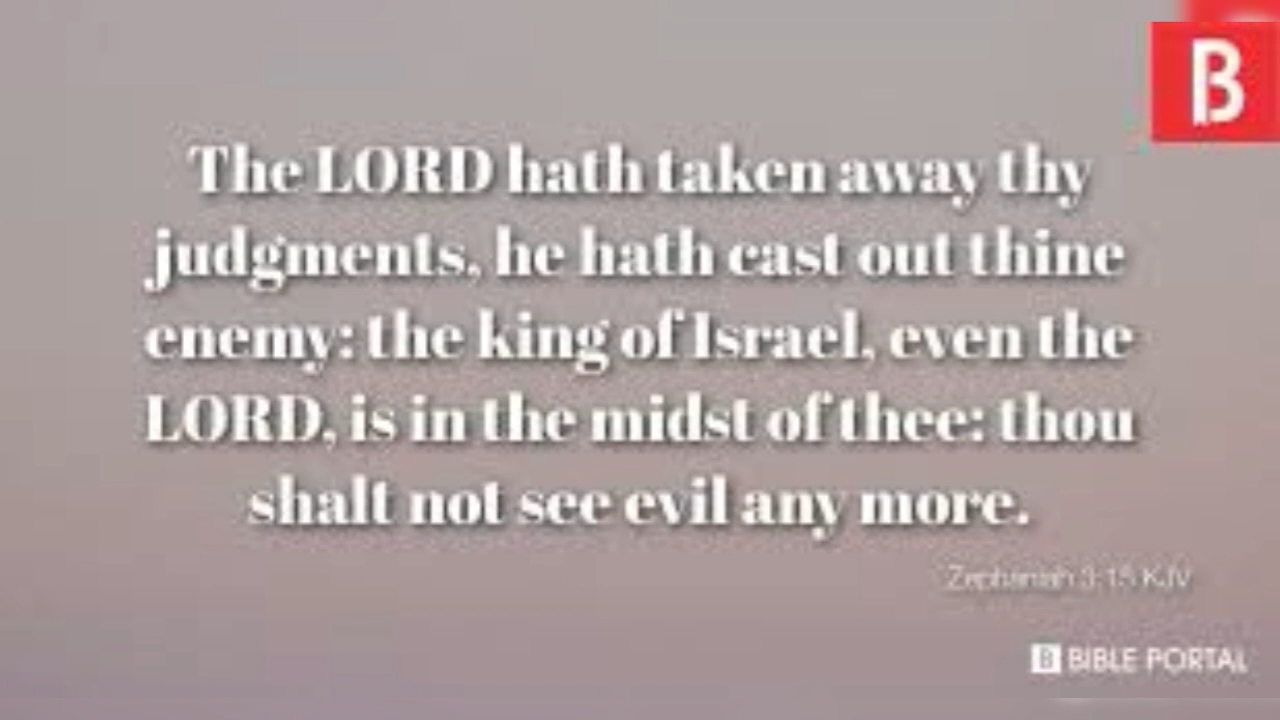 B
The LORD hath taken away thy
judgments, he hath cast out thine
enemy: the king of Israel, even the
LORD, is in the midst of thee: thou
shalt not see evil any more.
Zephaniah 3:15 KJV
B BIBLE PORTAL